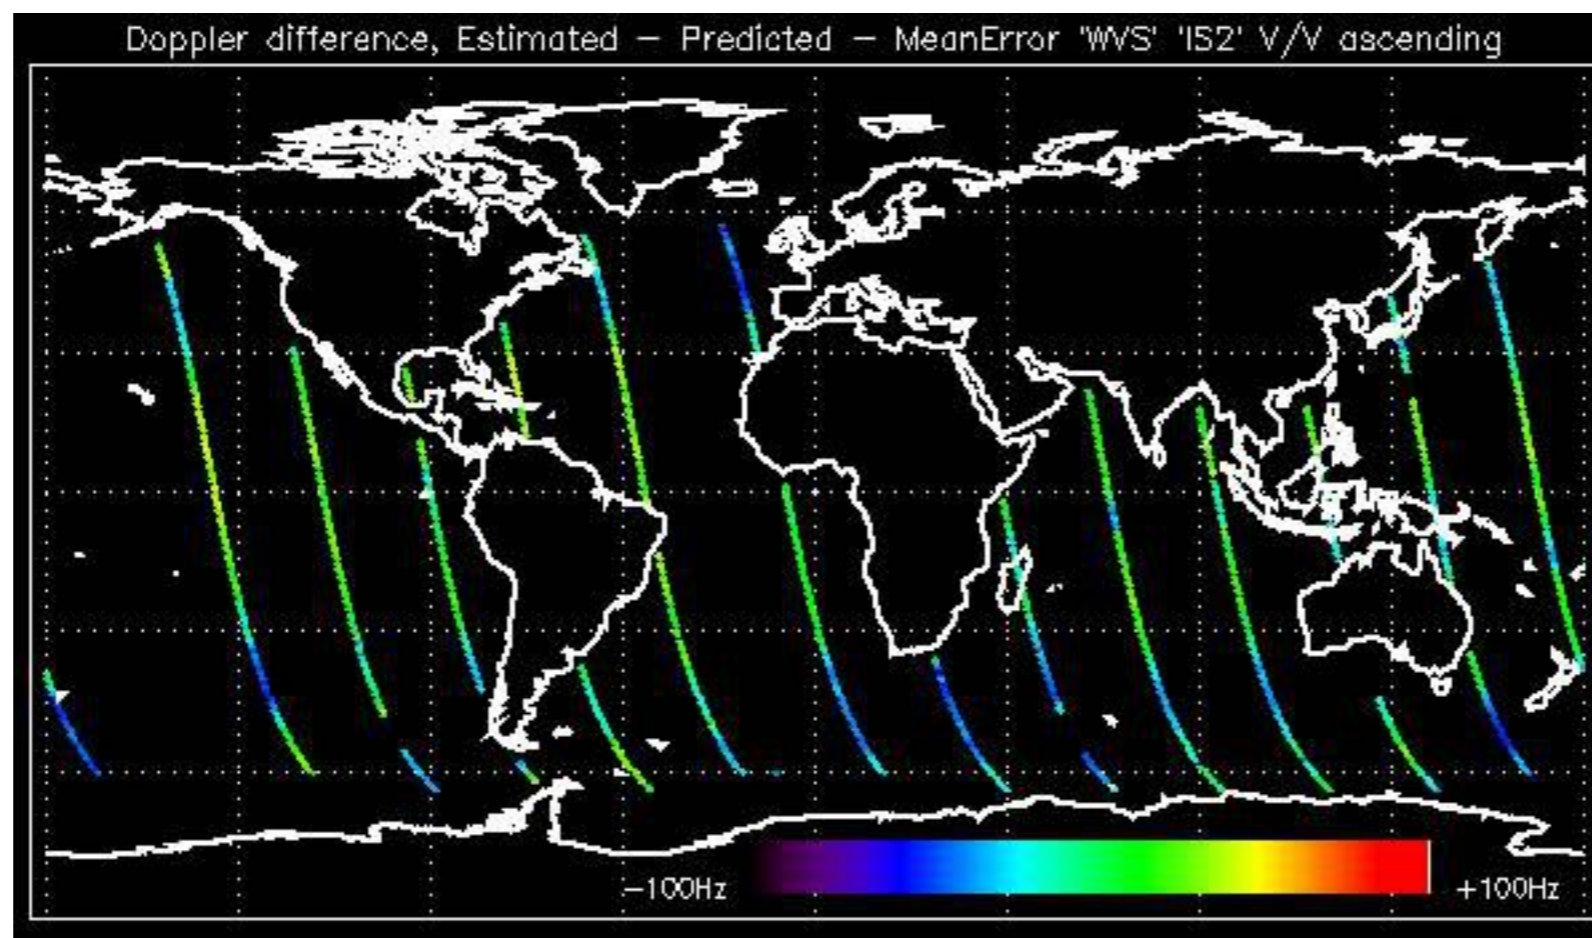 Doppler difference, Estimated - Predicted - MeanError 'WVS' 'IS2' V/V ascending
-100Hz +100Hz